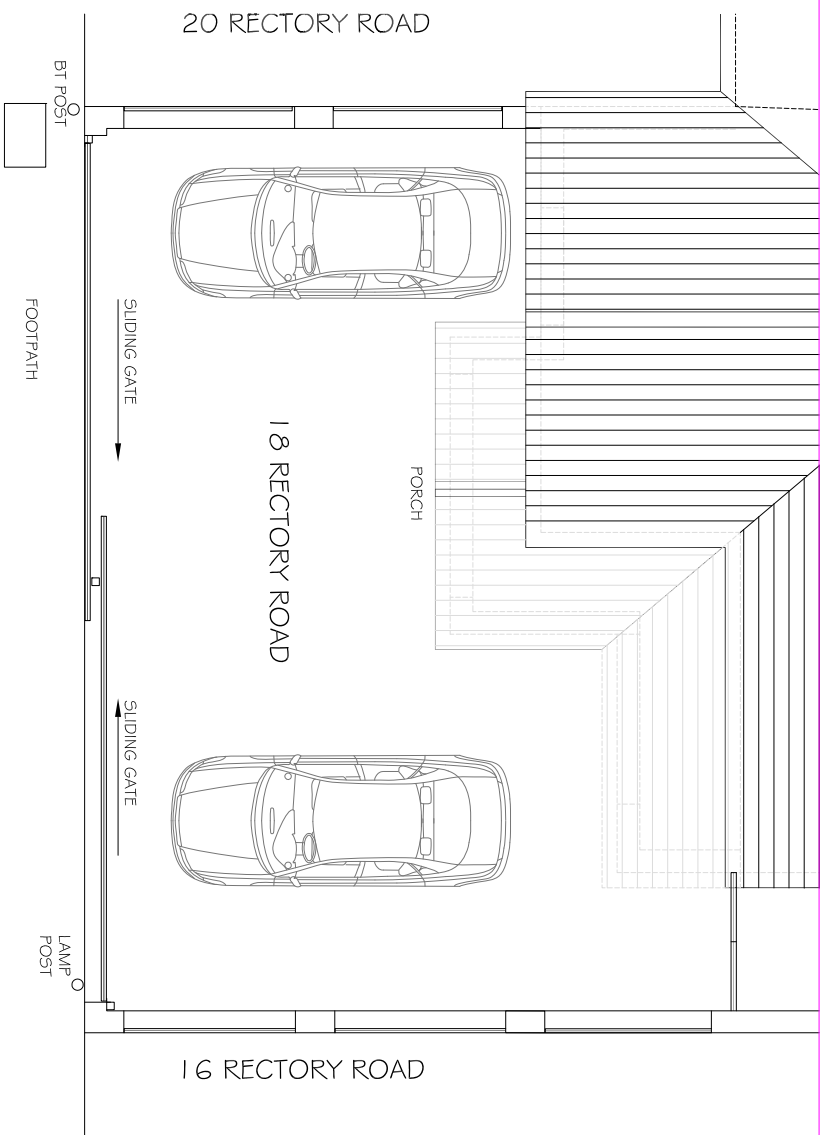 20 RECTORY ROAD
BT POST
SLIDING GATE
FOOTPATH
18 RECTORY ROAD
PORCH
SLIDING GATE
LAMP
POST
16 RECTORY ROAD